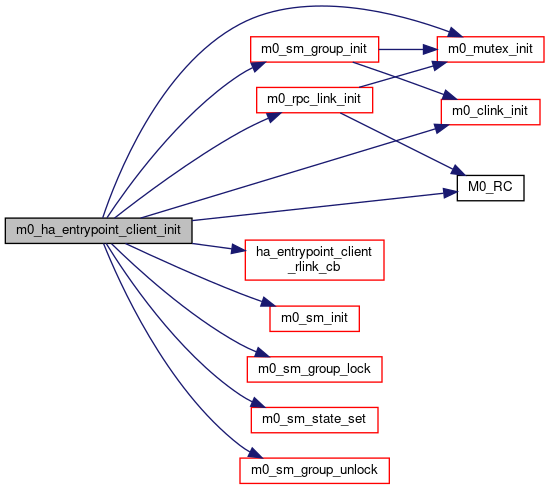 m0_ha_entrypoint_client_init
m0_sm_group_init
m0_mutex_init
m0_rpc_link_init
m0_clink_init
M0_RC
ha_entrypoint_client
_rlink_cb
m0_sm_init
m0_sm_group_lock
m0_sm_state_set
m0_sm_group_unlock